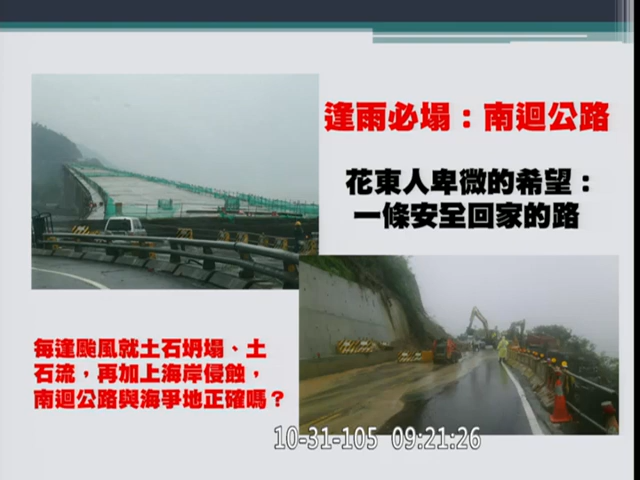 逢雨必塌：南迴公路
花東人卑微的希望：
一條安全回家的路
每逢颱風就土石坍塌、土
石流，再加上海岸侵蝕，
南迴公路與海爭地正確嗎？
10-31-105 09:21:26